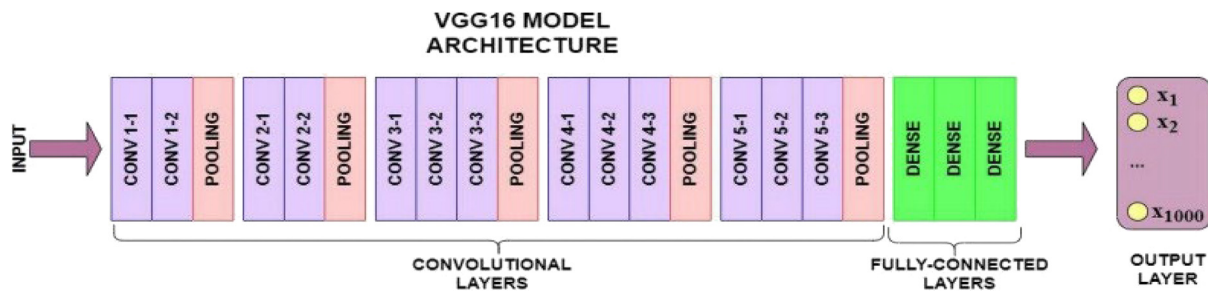 VGG16 MODEL
ARCHITECTURE
INPUT
CONV 1-1
CONV 1-2
POOLING
CONV 2-1
CONV 2-2
POOLING
CONV 3-1
CONV 3-2
CONV 3-3
POOLING
CONV 4-1
CONV 4-2
CONV 4-3
POOLING
CONV 5-1
CONV 5-2
CONV 5-3
POOLING
DENSE
DENSE
DENSE
x1
x2
...
x1000
CONVOLUTIONAL
LAYERS
FULLY-CONNECTED
LAYERS
OUTPUT
LAYER